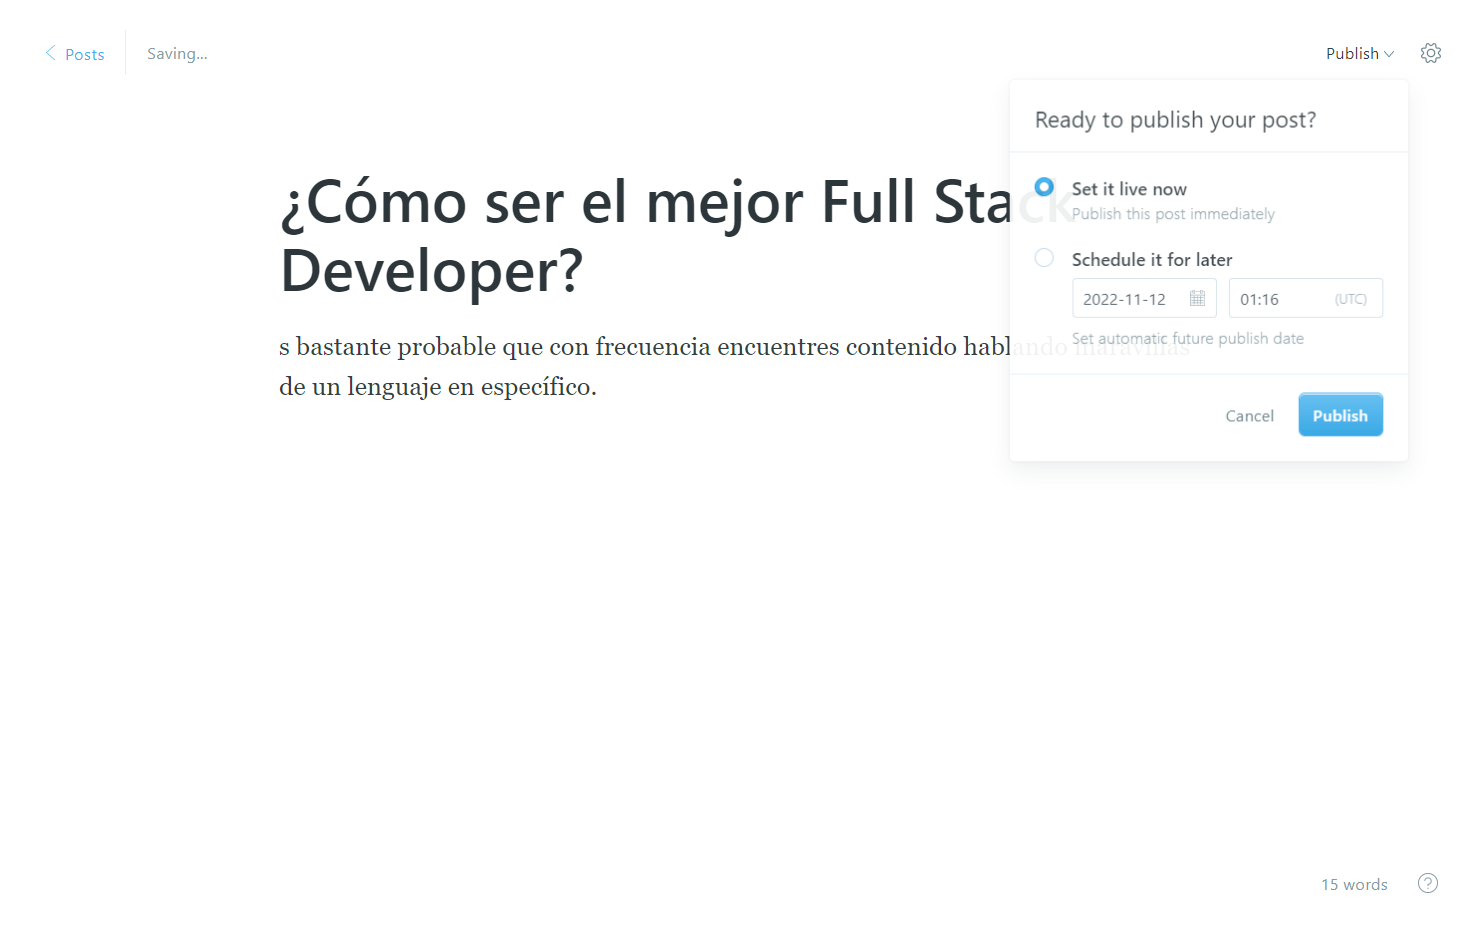 Posts
Saving...
Publish
¿Cómo ser el mejor Full Stack
Developer?
s bastante probable que con frecuencia encuentres contenido hablando maravillas
de un lenguaje en específico.
Ready to publish your post?
Set it live now
Publish this post immediately
Schedule it for later
2022-11-12
01:16 (UTC)
Set automatic future publish date
Cancel
Publish
15 words
?